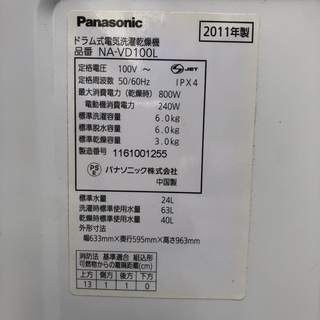 Panasonic
2011年製
ドラム式電気洗濯乾燥機
品番 NA-VD100L
定格電圧 100V～
定格周波数 50/60Hz
JET
IPX4
最大消費電力(乾燥時) 800W
電動機消費電力 240W
標準洗濯容量 6.0kg
標準脱水容量 6.0kg
標準乾燥容量 3.0kg
製造番号 1161001255
PSE パナソニック株式会社
中国製
標準水量 24L
洗濯時標準使用水量 63L
乾燥時標準使用水量 40L
外形寸法
幅633mm×奥行595mm×高さ963mm
消防法 基準適合 組込形
可燃物からの離隔距離(cm)
上方 側方 後方 下方
13 1 1 0